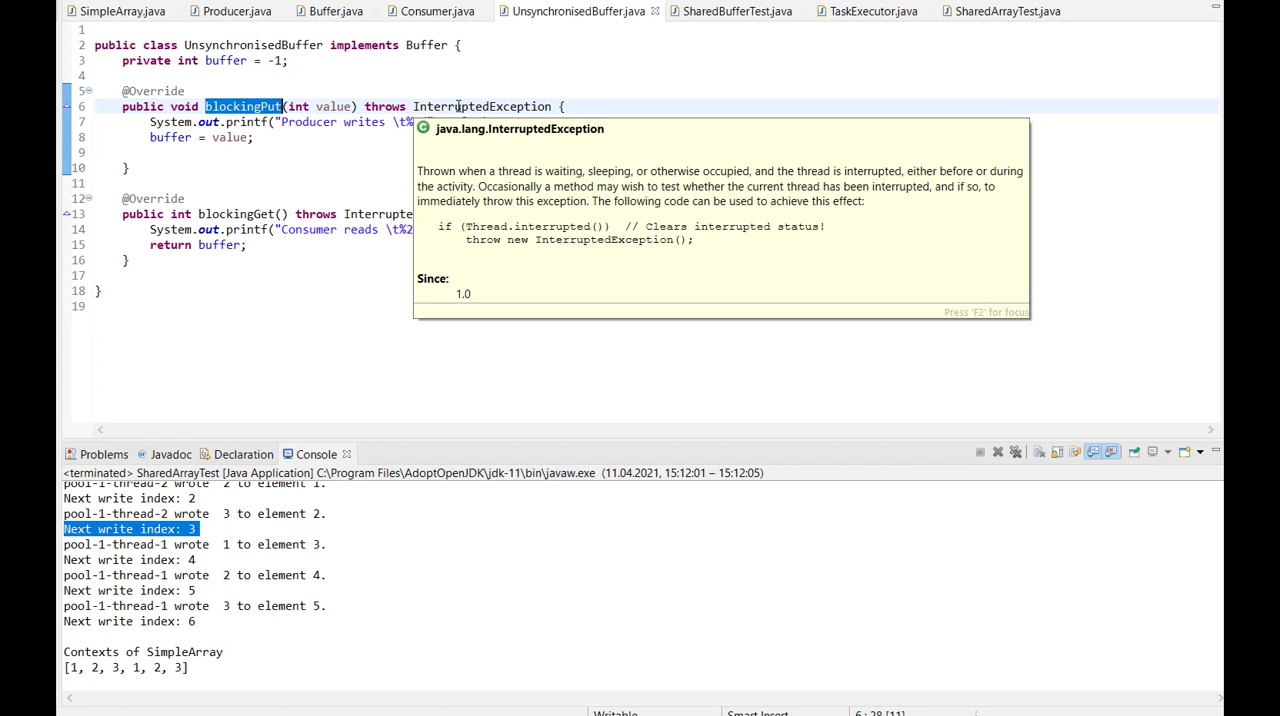 SimpleArray.java Producer.java Buffer.java Consumer.java UnsynchronisedBuffer.java SharedBufferTest.java TaskExecutor.java SharedArrayTest.java
1
2 public class UnsynchronisedBuffer implements Buffer {
3 private int buffer = -1;
4
5 @Override
6 public void blockingPut(int value) throws InterruptedException {
7 System.out.printf("Producer writes \t%
8 buffer = value;
9
10 }
11
12 @Override
13 public int blockingGet() throws Interrupte
14 System.out.printf("Consumer reads \t%2
15 return buffer;
16 }
17
18 }
19
java.lang.InterruptedException
Thrown when a thread is waiting, sleeping, or otherwise occupied, and the thread is interrupted, either before or during
the activity. Occasionally a method may wish to test whether the current thread has been interrupted, and if so, to
immediately throw this exception. The following code can be used to achieve this effect:
if (Thread.interrupted()) // Clears interrupted status!
throw new InterruptedException();
Since:
1.0
Press 'F2' for focus
Problems @ Javadoc Declaration Console
<terminated> SharedArrayTest [Java Application] C:\Program Files\AdoptOpenJDK\jdk-11\bin\javaw.exe (11.04.2021, 15:12:01 – 15:12:05)
pool-1-thread-2 wrote 2 to element 1.
Next write index: 2
pool-1-thread-2 wrote 3 to element 2.
Next write index: 3
pool-1-thread-1 wrote 1 to element 3.
Next write index: 4
pool-1-thread-1 wrote 2 to element 4.
Next write index: 5
pool-1-thread-1 wrote 3 to element 5.
Next write index: 6
Contexts of SimpleArray
[1, 2, 3, 1, 2, 3]
Writable Smart Insert 6 : 28 [11]